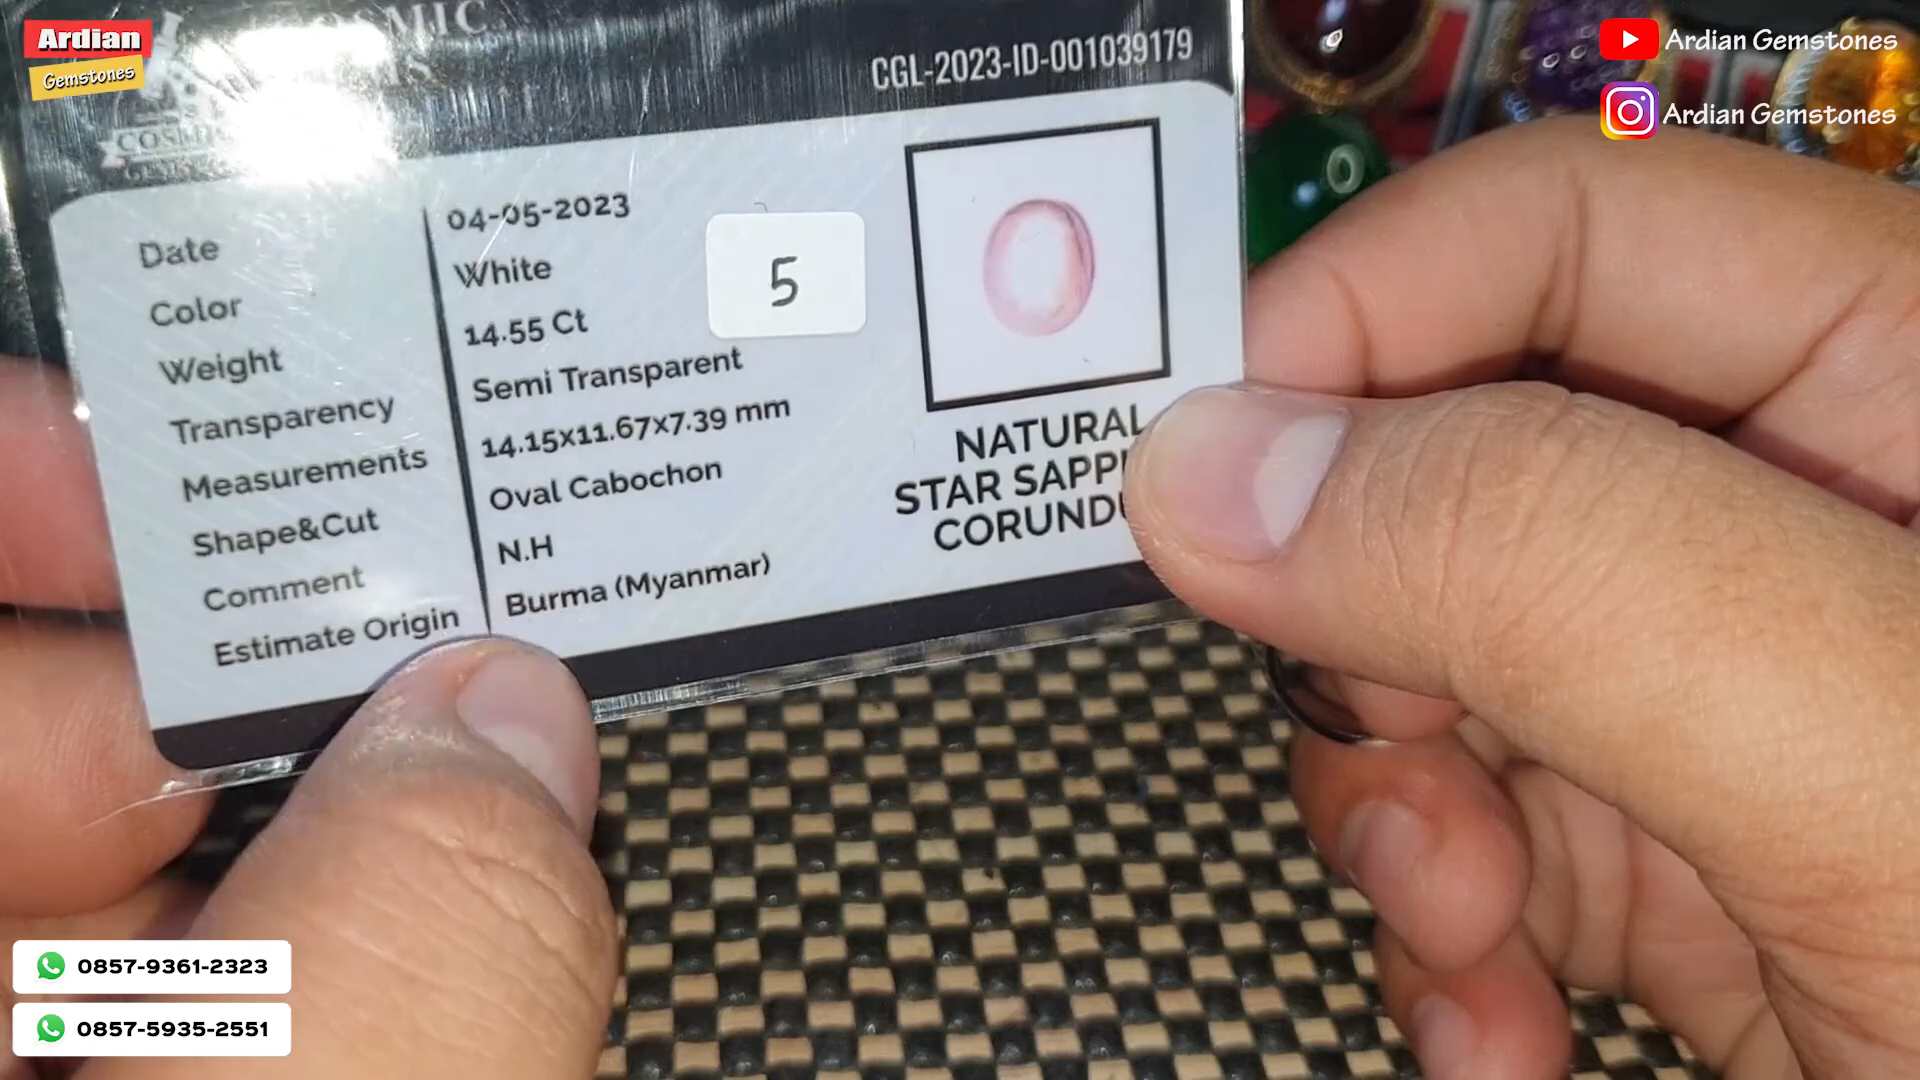 Ardian
Gemstones
Ardian Gemstones
Ardian Gemstones
COSMIC
CGL-2023-ID-001039179
Date 04-05-2023
Color White
Weight 14.55 Ct
Transparency Semi Transparent
Measurements 14.15x11.67x7.39 mm
Shape&Cut Oval Cabochon
Comment N.H
Estimate Origin Burma (Myanmar)
5
NATURAL
STAR
0857-9361-2323
0857-5935-2551